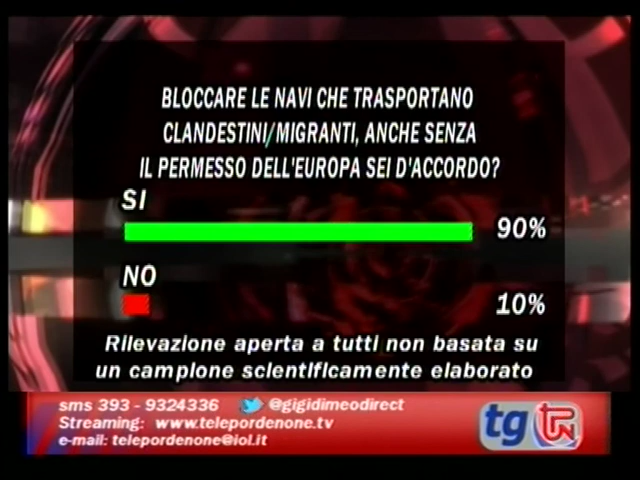 BLOCCARE LE NAVI CHE TRASPORTANO
CLANDESTINI/MIGRANTI, ANCHE SENZA
IL PERMESSO DELL'EUROPA SEI D'ACCORDO?
SI
90%
NO
10%
Rilevazione aperta a tutti non basata su
un campione scientificamente elaborato
sms 393 - 9324336 @gigidimeodirect
Streaming: www.telepordenone.tv
e-mail: telepordenone@iol.it
tg TPN